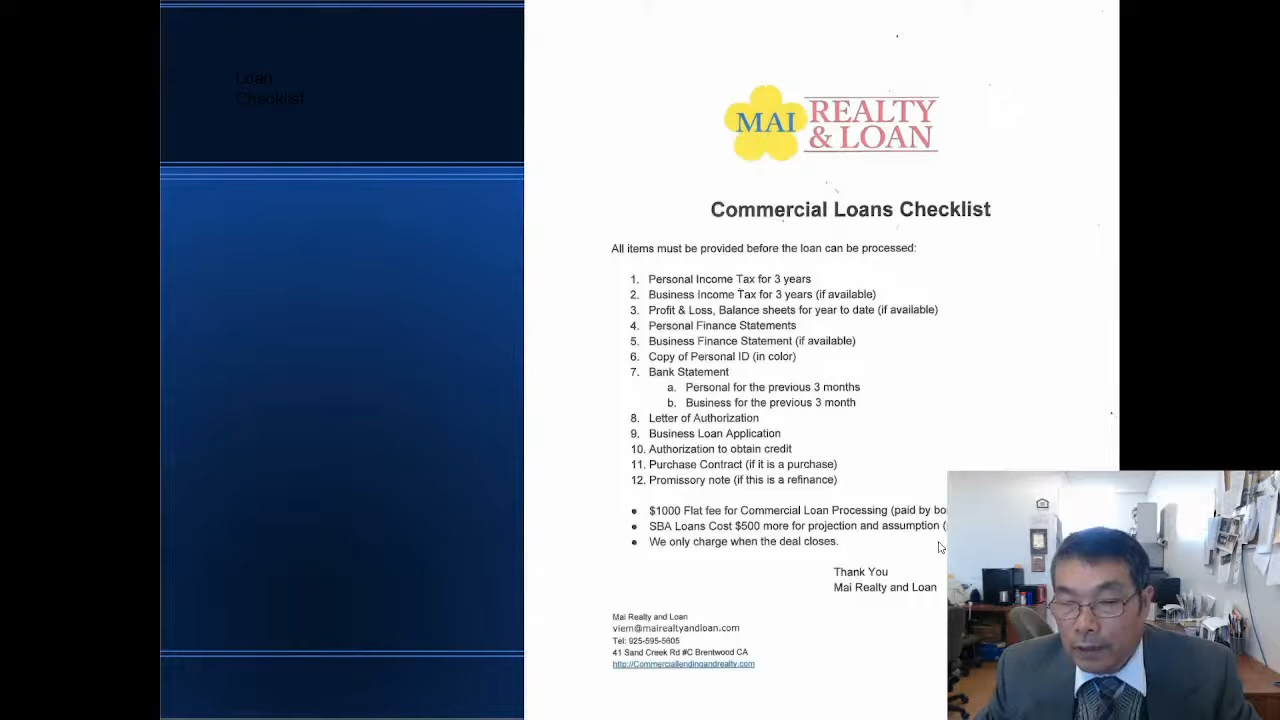 Loan
Checklist
MAI REALTY
& LOAN
Commercial Loans Checklist
All items must be provided before the loan can be processed:
1. Personal Income Tax for 3 years
2. Business Income Tax for 3 years (if available)
3. Profit & Loss, Balance sheets for year to date (if available)
4. Personal Finance Statements
5. Business Finance Statement (if available)
6. Copy of Personal ID (in color)
7. Bank Statement
a. Personal for the previous 3 months
b. Business for the previous 3 month
8. Letter of Authorization
9. Business Loan Application
10. Authorization to obtain credit
11. Purchase Contract (if it is a purchase)
12. Promissory note (if this is a refinance)
• $1000 Flat fee for Commercial Loan Processing (paid by bo
• SBA Loans Cost $500 more for projection and assumption (
• We only charge when the deal closes.
Thank You
Mai Realty and Loan
Mai Realty and Loan
viem@mairealtyandloan.com
Tel: 925-595-5605
41 Sand Creek Rd #C Brentwood CA
http://Commerciallendingandrealty.com